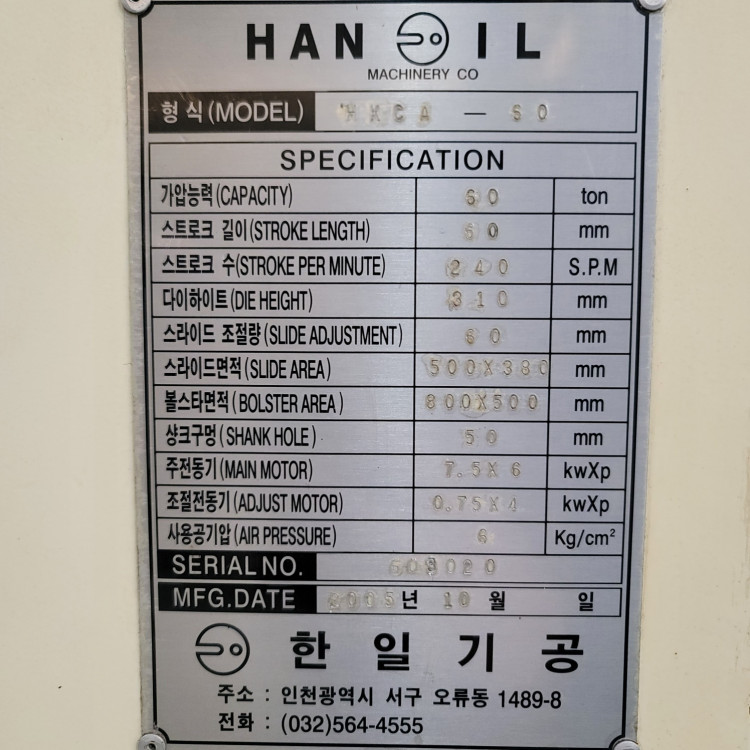 HAN IL
MACHINERY CO
형 식 (MODEL) HKCA — 60
SPECIFICATION
가압능력 (CAPACITY) 60 ton
스트로크 길이 (STROKE LENGTH) 60 mm
스트로크 수(STROKE PER MINUTE) 240 S.P.M
다이하이트 (DIE HEIGHT) 310 mm
스라이드 조절량 (SLIDE ADJUSTMENT) 60 mm
스라이드면적 (SLIDE AREA) 500X380 mm
볼스타면적 (BOLSTER AREA) 800X500 mm
샹크구멍 (SHANK HOLE) 50 mm
주전동기 (MAIN MOTOR) 7.5X6 kwXp
조절전동기 (ADJUST MOTOR) 0.75X4 kwXp
사용공기압 (AIR PRESSURE) 6 Kg/cm²
SERIAL NO.
MFG.DATE 2005 년 10 월 일
한 일 기 공
주소 : 인천광역시 서구 오류동 1489-8
전화 : (032)564-4555